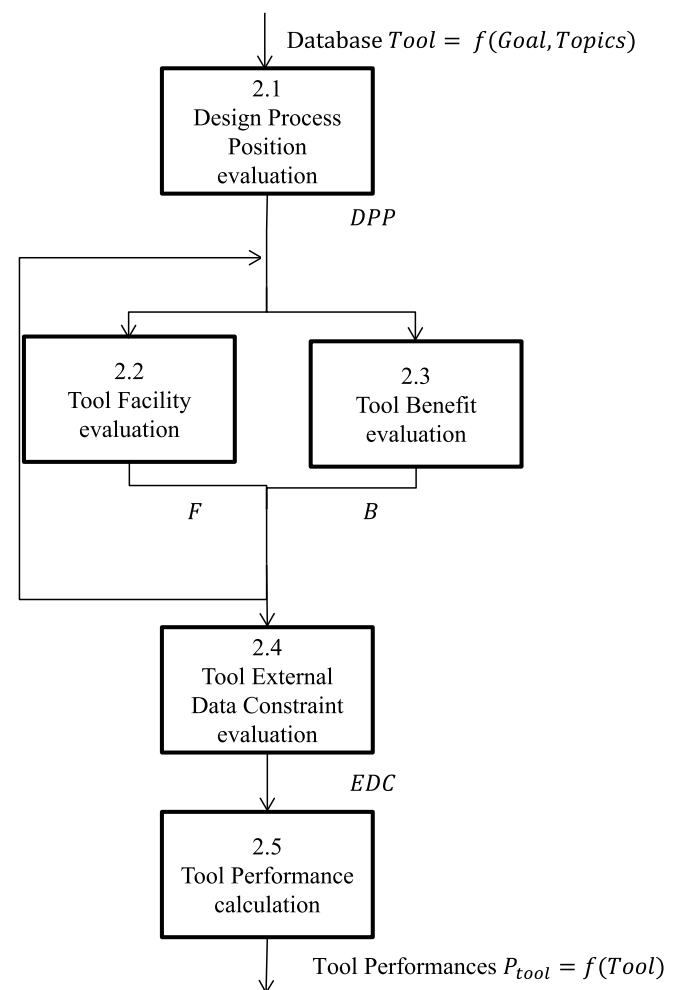 Database Tool = f(Goal, Topics)
2.1
Design Process
Position
evaluation
DPP
2.2
Tool Facility
evaluation
2.3
Tool Benefit
evaluation
F
B
2.4
Tool External
Data Constraint
evaluation
EDC
2.5
Tool Performance
calculation
Tool Performances P_tool = f(Tool)